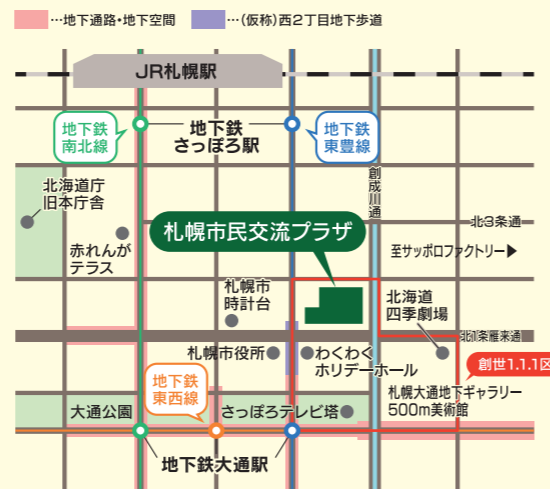 …地下通路・地下空間
…(仮称)西2丁目地下歩道
JR札幌駅
地下鉄
南北線
地下鉄
さっぽろ駅
地下鉄
東豊線
創成川通
北海道庁
旧本庁舎
赤れんが
テラス
札幌市民交流プラザ
北3条通
至サッポロファクトリー▶
札幌市
時計台
北海道
四季劇場
北1条雁来通
札幌市役所
わくわく
ホリデーホール
創世1.1.1区
地下鉄
東西線
札幌大通地下ギャラリー
500m美術館
大通公園
さっぽろテレビ塔
地下鉄大通駅